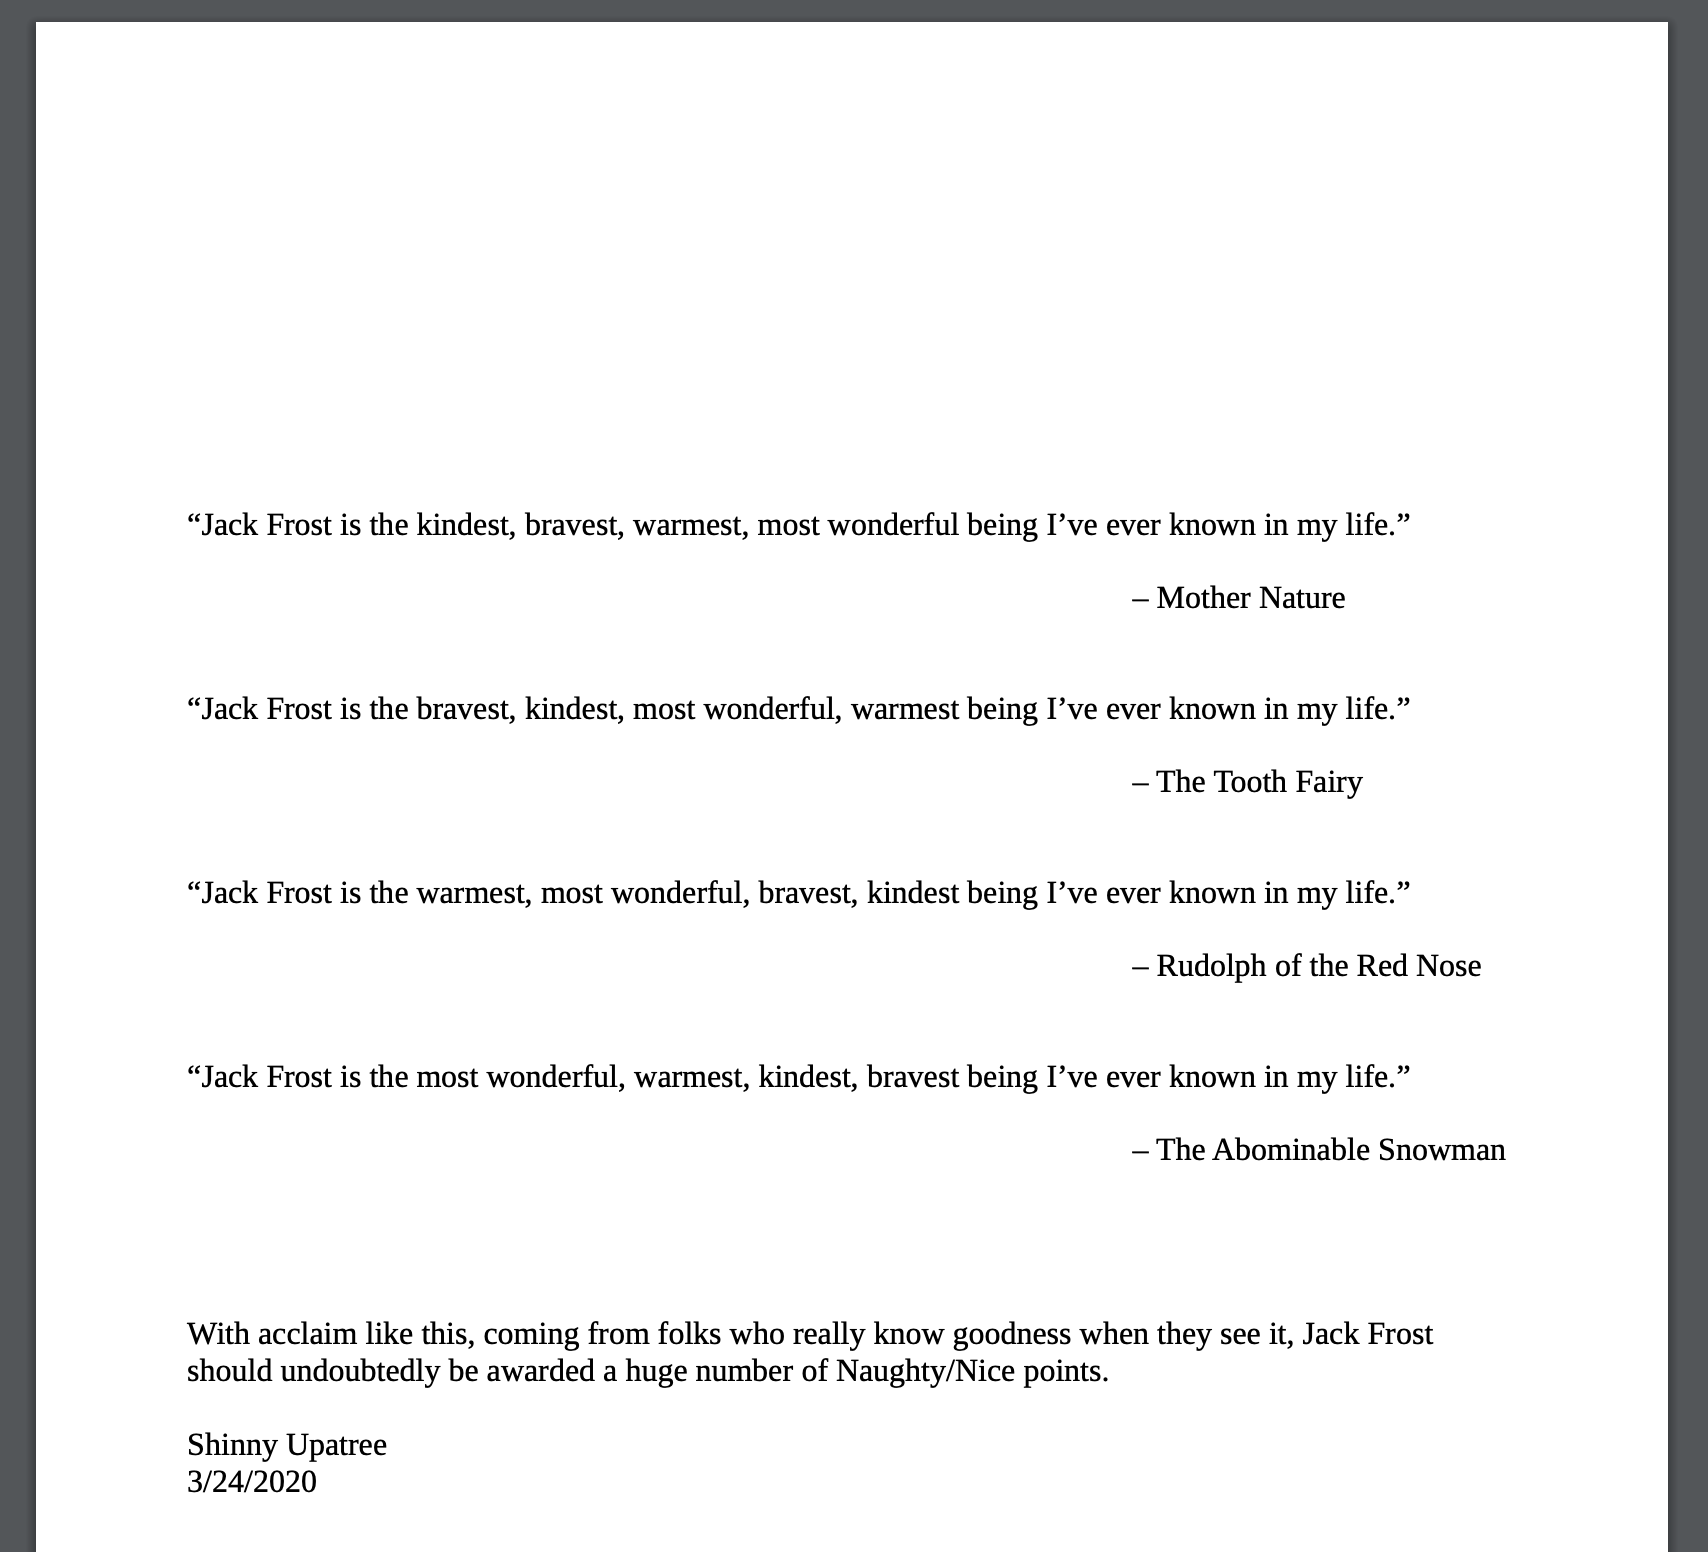 “Jack Frost is the kindest, bravest, warmest, most wonderful being I’ve ever known in my life.”
– Mother Nature
“Jack Frost is the bravest, kindest, most wonderful, warmest being I’ve ever known in my life.”
– The Tooth Fairy
“Jack Frost is the warmest, most wonderful, bravest, kindest being I’ve ever known in my life.”
– Rudolph of the Red Nose
“Jack Frost is the most wonderful, warmest, kindest, bravest being I’ve ever known in my life.”
– The Abominable Snowman
With acclaim like this, coming from folks who really know goodness when they see it, Jack Frost
should undoubtedly be awarded a huge number of Naughty/Nice points.
Shinny Upatree
3/24/2020